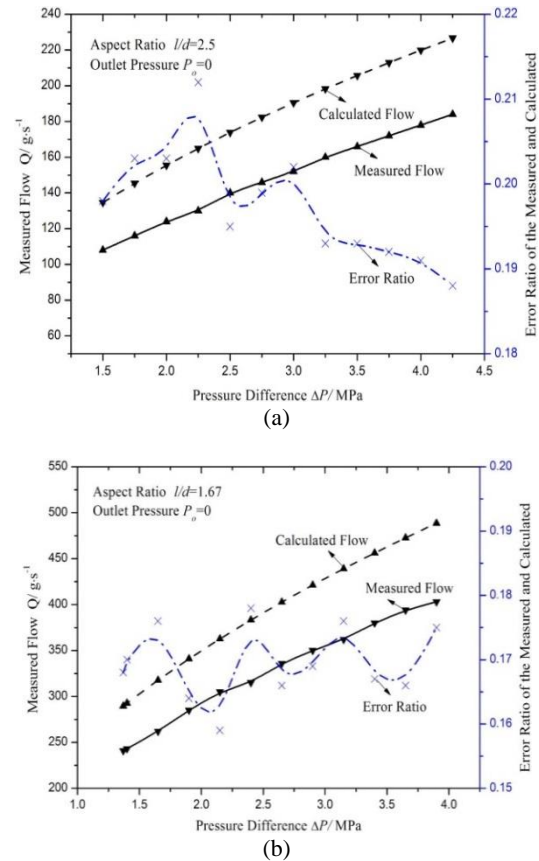 Aspect Ratio l/d=2.5
Outlet Pressure Pₒ=0
Calculated Flow
Measured Flow
Error Ratio
Measured Flow Q/ g·s⁻¹
240
220
200
180
160
140
120
100
80
60
1.5
2.0
2.5
3.0
3.5
4.0
4.5
Pressure Difference ΔP/ MPa
0.22
0.21
0.20
0.19
0.18
Error Ratio of the Measured and Calculated
(a)
Aspect Ratio l/d=1.67
Outlet Pressure Pₒ=0
Calculated Flow
Measured Flow
Error Ratio
Measured Flow Q/ g·s⁻¹
550
500
450
400
350
300
250
200
1.0
1.5
2.0
2.5
3.0
3.5
4.0
Pressure Difference ΔP/ MPa
0.20
0.19
0.18
0.17
0.16
0.15
Error Ratio of the Measured and Calculated
(b)